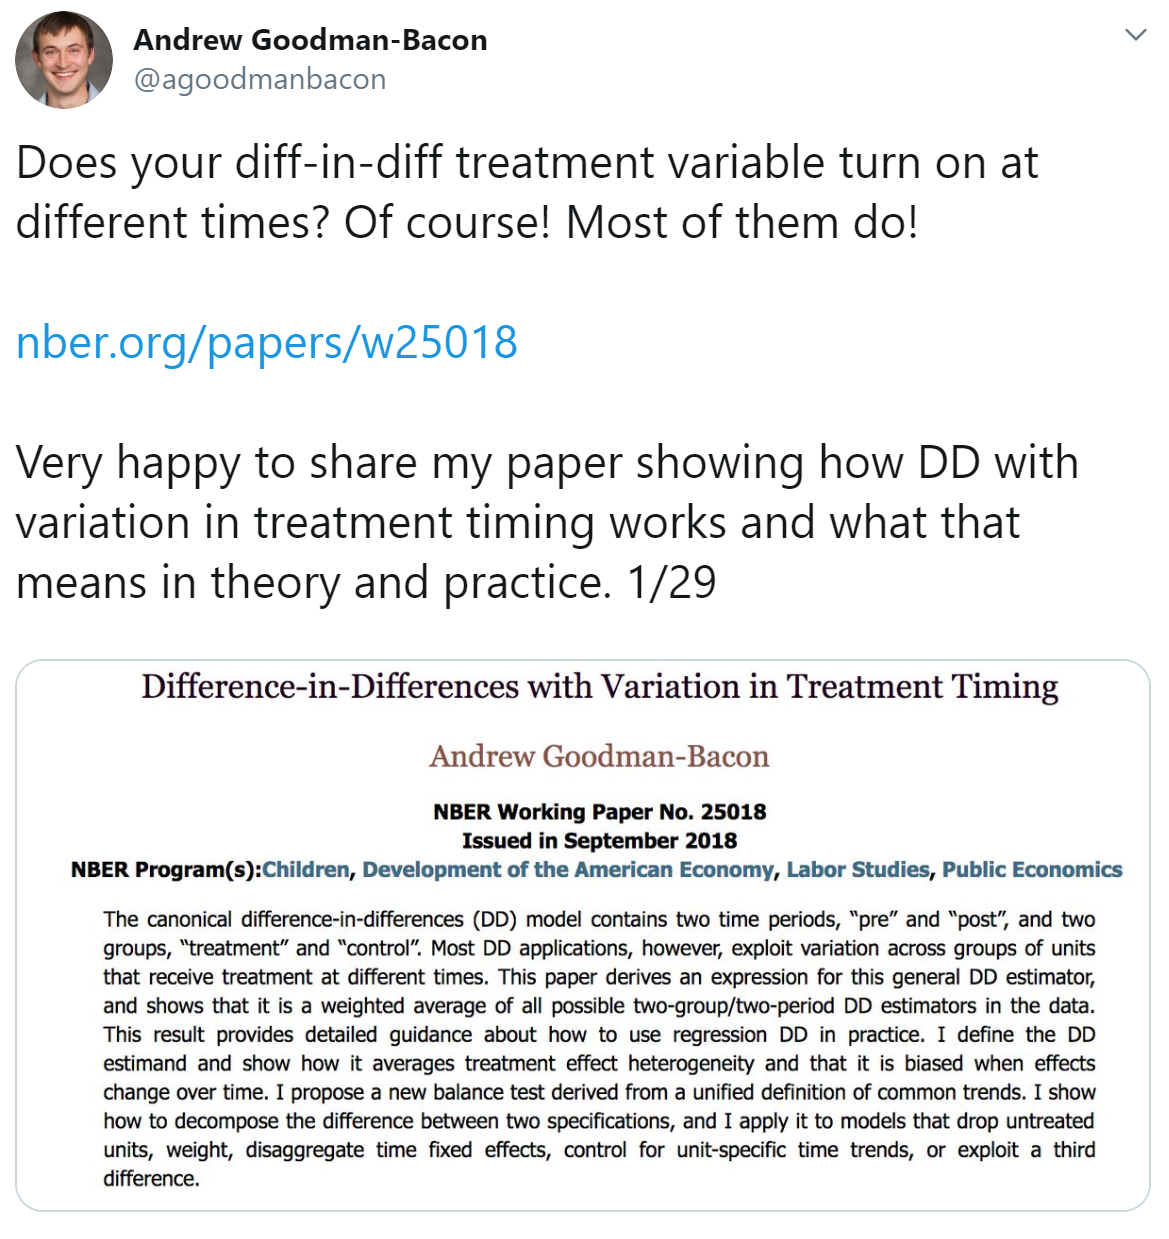 Andrew Goodman-Bacon
@agoodmanbacon
Does your diff-in-diff treatment variable turn on at
different times? Of course! Most of them do!
nber.org/papers/w25018
Very happy to share my paper showing how DD with
variation in treatment timing works and what that
means in theory and practice. 1/29
Difference-in-Differences with Variation in Treatment Timing
Andrew Goodman-Bacon
NBER Working Paper No. 25018
Issued in September 2018
NBER Program(s):Children, Development of the American Economy, Labor Studies, Public Economics
The canonical difference-in-differences (DD) model contains two time periods, “pre” and “post”, and two
groups, “treatment” and “control”. Most DD applications, however, exploit variation across groups of units
that receive treatment at different times. This paper derives an expression for this general DD estimator,
and shows that it is a weighted average of all possible two-group/two-period DD estimators in the data.
This result provides detailed guidance about how to use regression DD in practice. I define the DD
estimand and show how it averages treatment effect heterogeneity and that it is biased when effects
change over time. I propose a new balance test derived from a unified definition of common trends. I show
how to decompose the difference between two specifications, and I apply it to models that drop untreated
units, weight, disaggregate time fixed effects, control for unit-specific time trends, or exploit a third
difference.